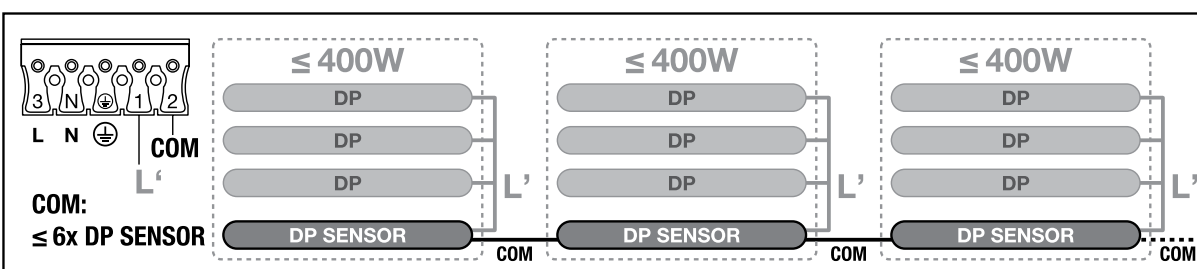 3 N 1 2
L N COM
L‘
COM:
≤ 6x DP SENSOR
≤ 400W
DP
DP
DP
L’
DP SENSOR
COM
≤ 400W
DP
DP
DP
L’
DP SENSOR
COM
≤ 400W
DP
DP
DP
L’
DP SENSOR
COM